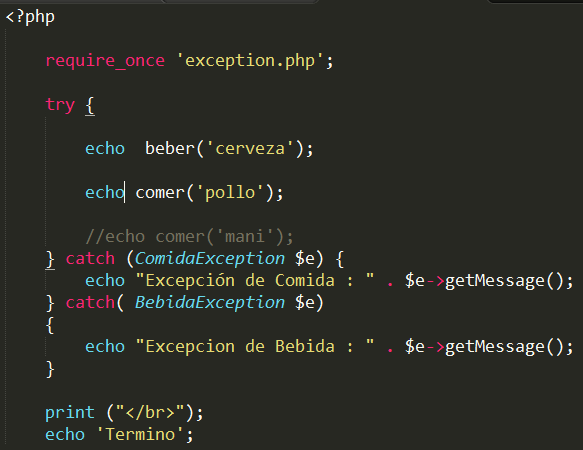 <?php
require_once 'exception.php';
try {
echo  beber('cerveza');
echo comer('pollo');
//echo comer('mani');
} catch (ComidaException $e) {
echo "Excepción de Comida : " . $e->getMessage();
} catch( BebidaException $e)
{
echo "Excepcion de Bebida : " . $e->getMessage();
}
print ("</br>");
echo 'Termino';